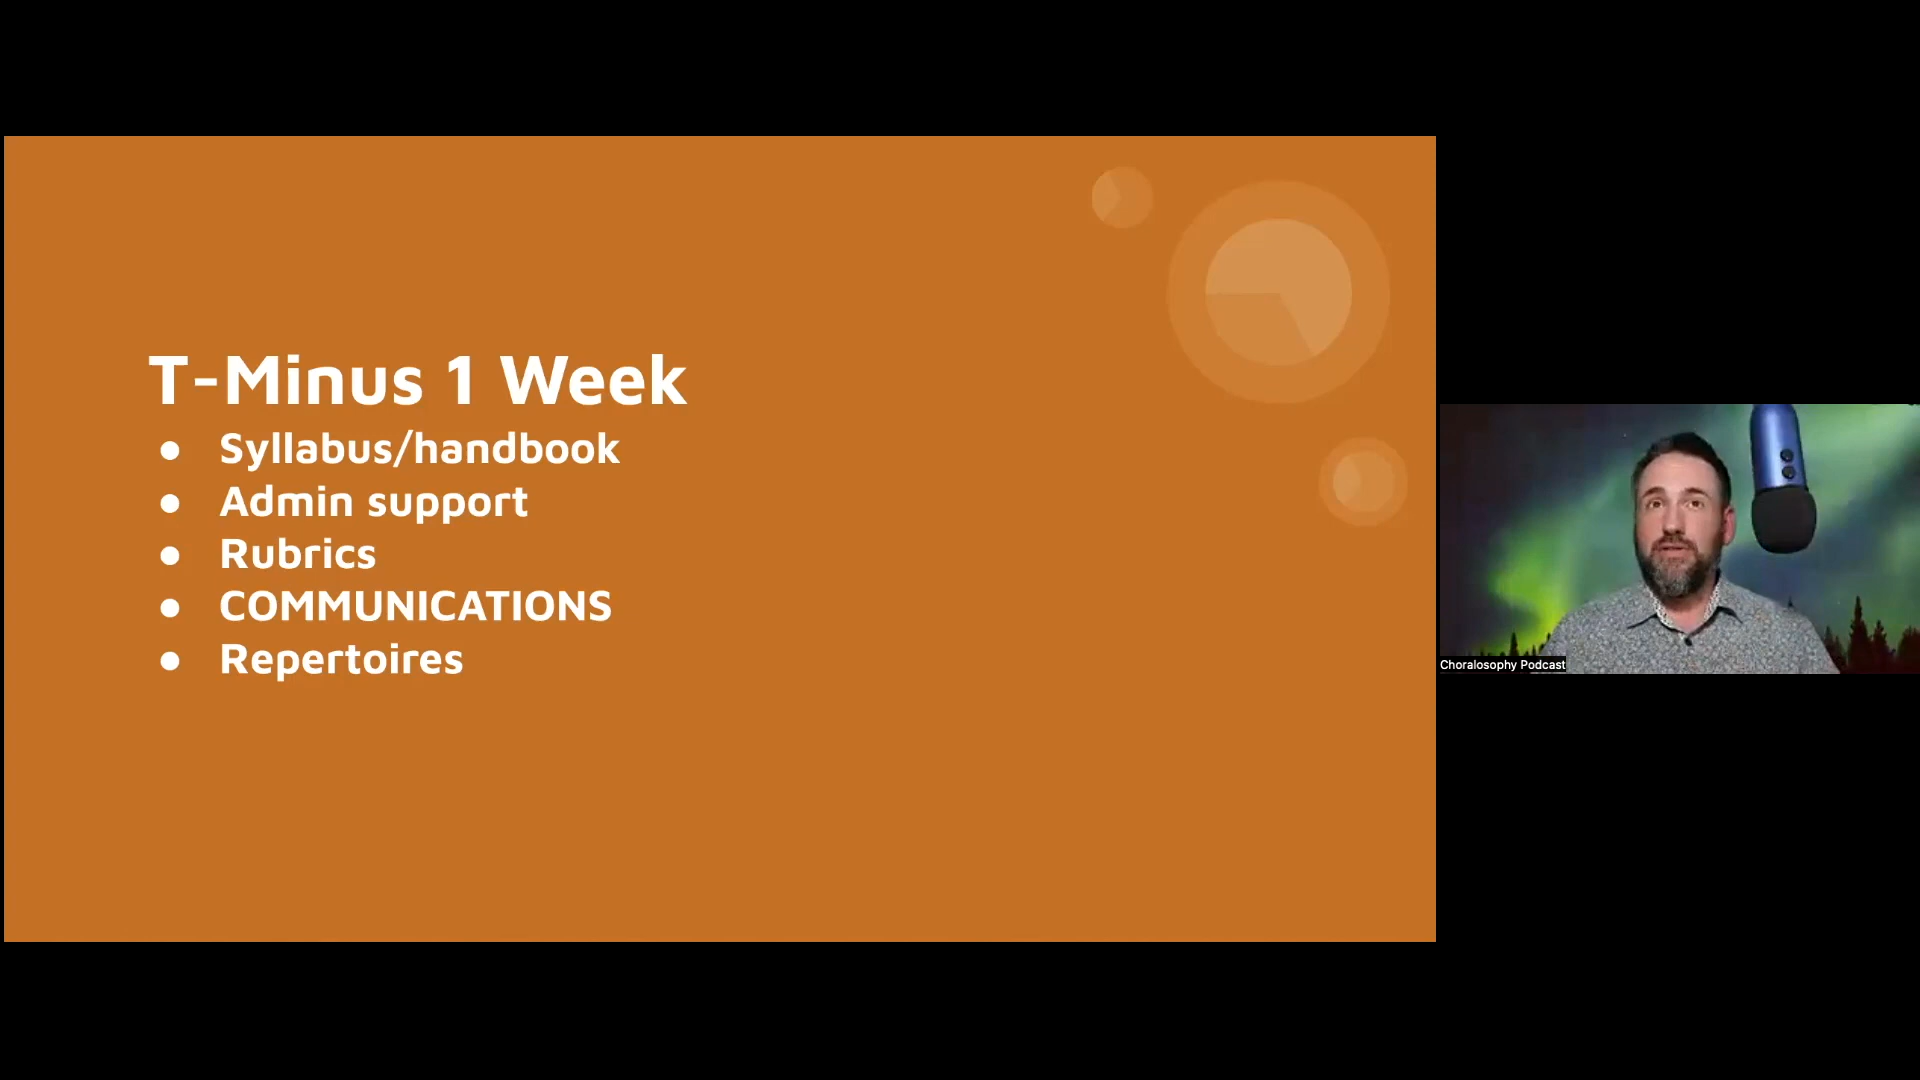 T-Minus 1 Week
● Syllabus/handbook
● Admin support
● Rubrics
● COMMUNICATIONS
● Repertoires
Choralosophy Podcast